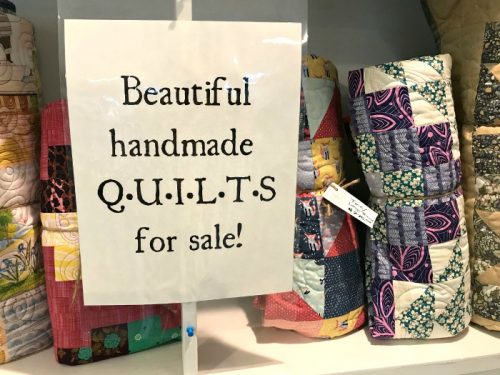 Beautiful
handmade
Q•U•I•L•T•S
for sale!